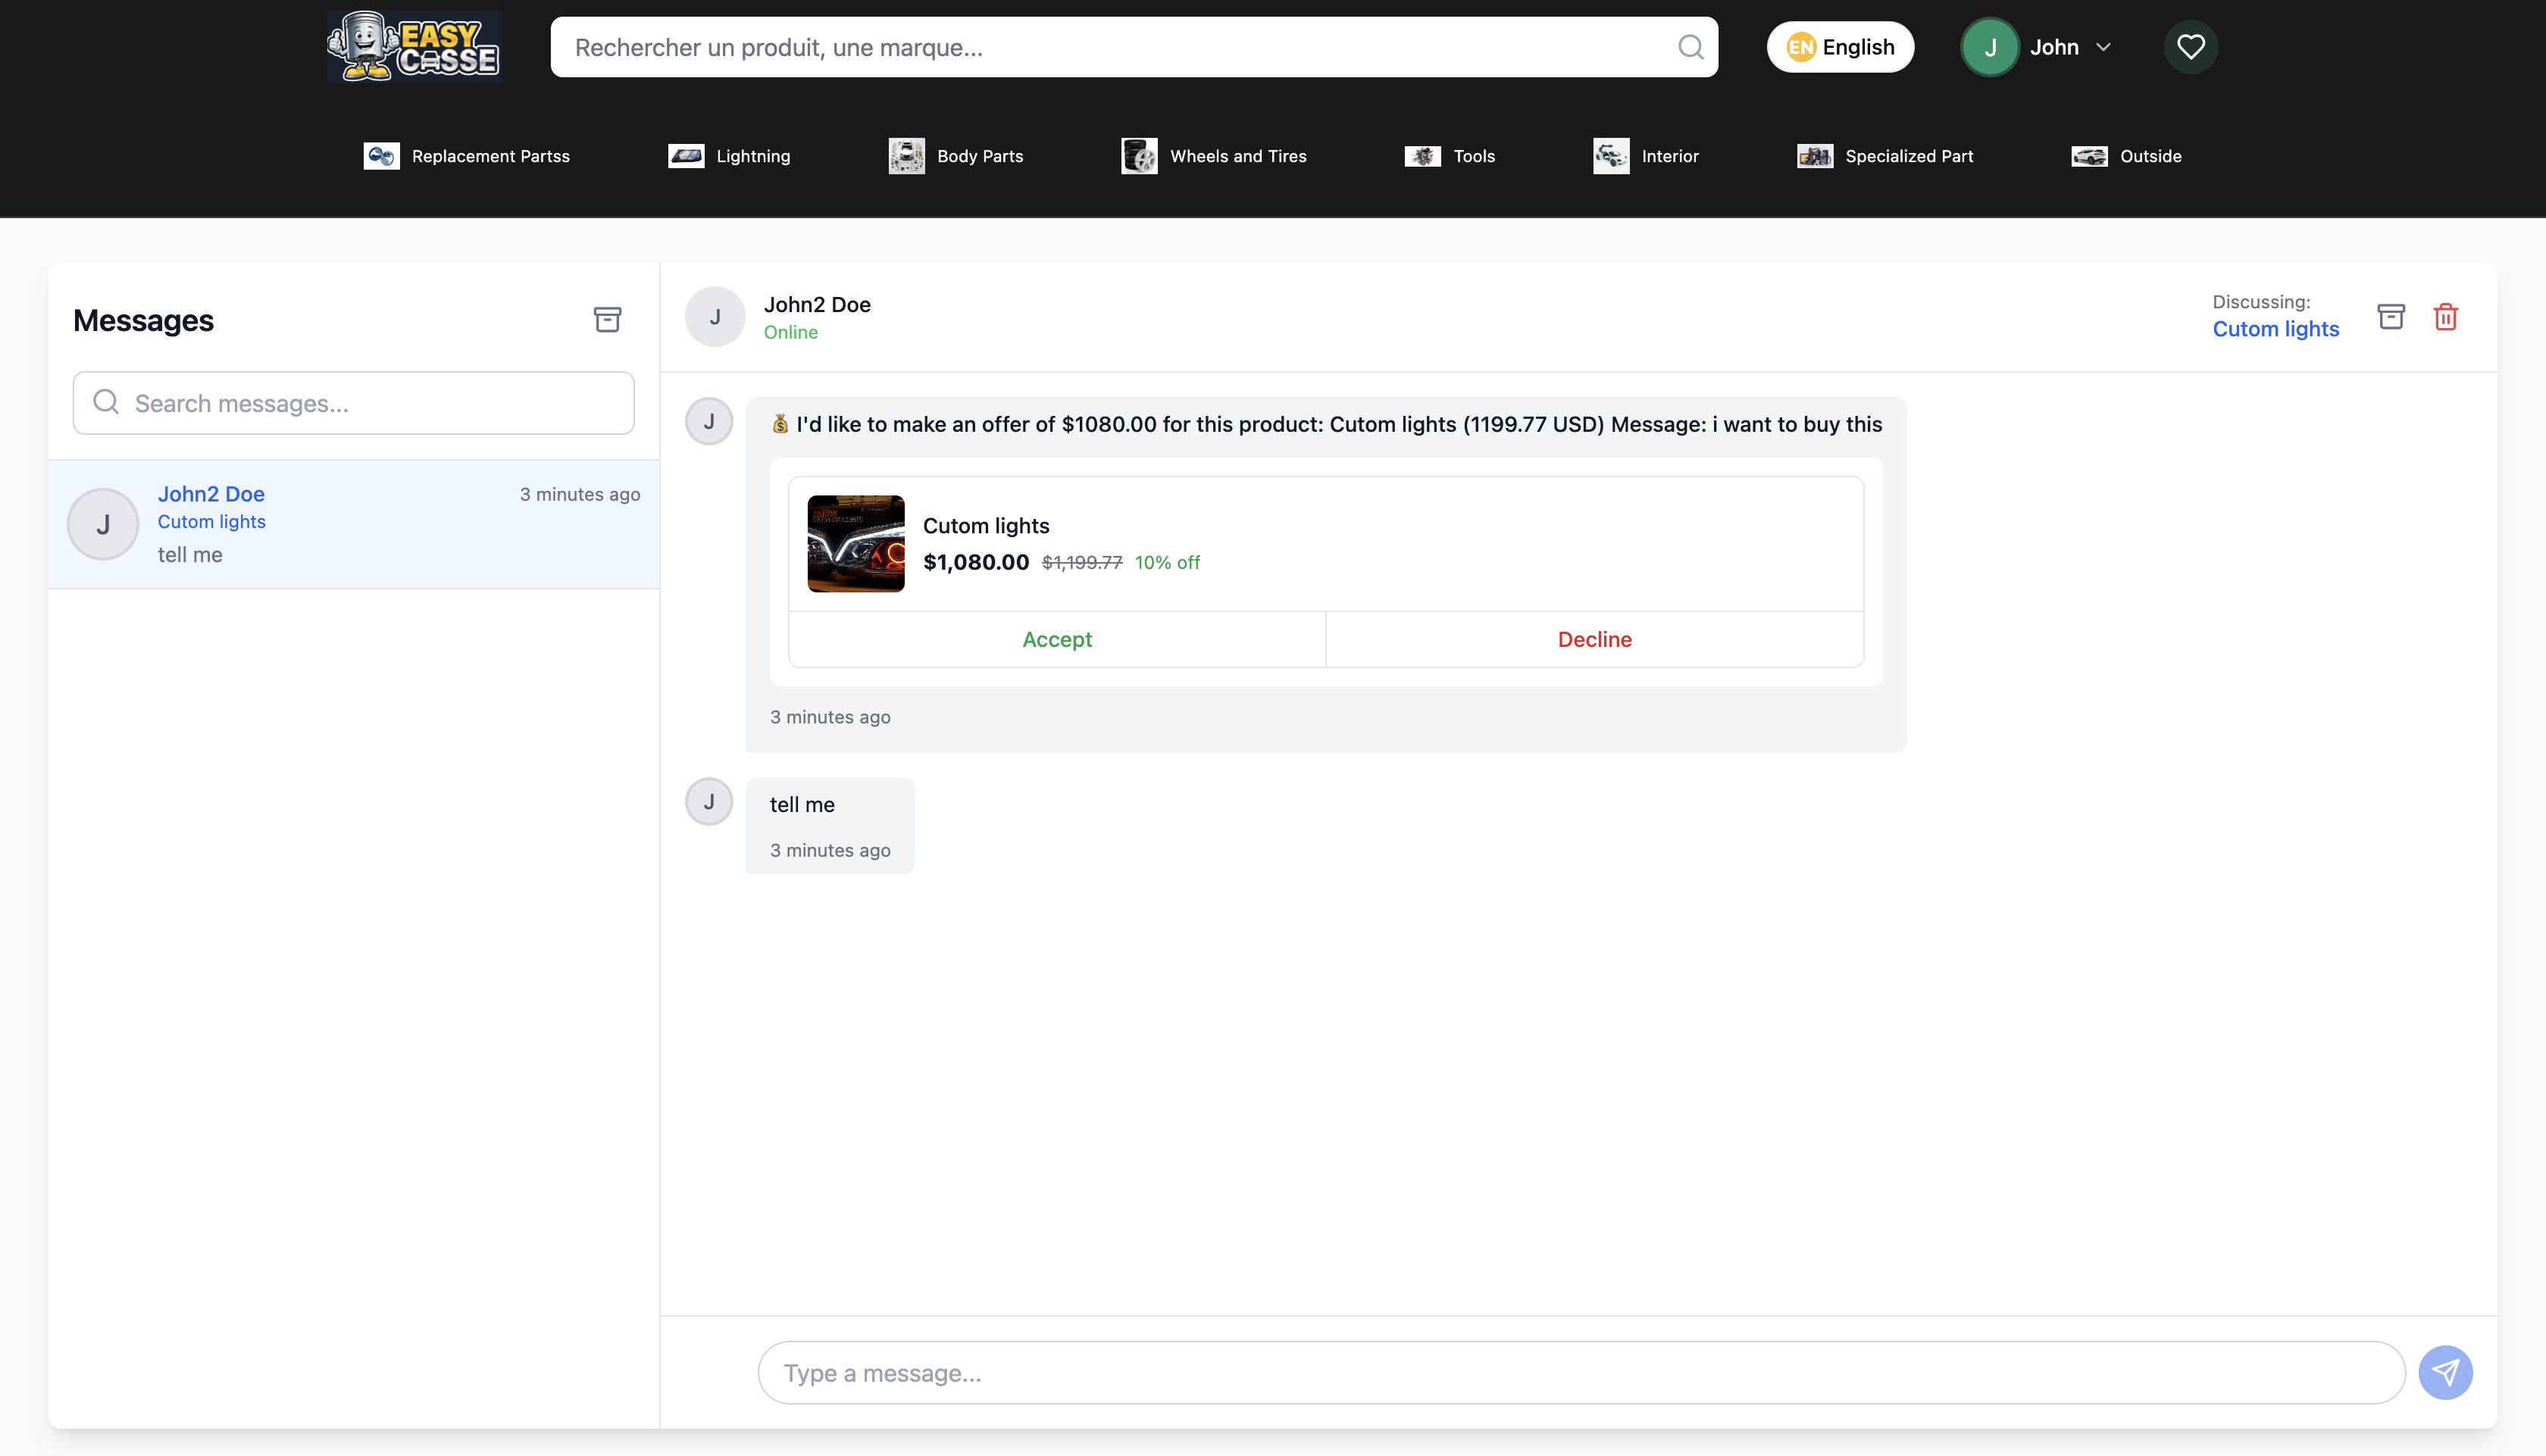 EASY
CASSE
Rechercher un produit, une marque...
EN English
J John
Replacement Partss
Lightning
Body Parts
Wheels and Tires
Tools
Interior
Specialized Part
Outside
Messages
Search messages...
J
John2 Doe
3 minutes ago
Cutom lights
tell me
J
John2 Doe
Online
Discussing:
Cutom lights
J
💰 I'd like to make an offer of $1080.00 for this product: Cutom lights (1199.77 USD) Message: i want to buy this
Cutom lights
$1,080.00 $1,199.77 10% off
Accept
Decline
3 minutes ago
J
tell me
3 minutes ago
Type a message...